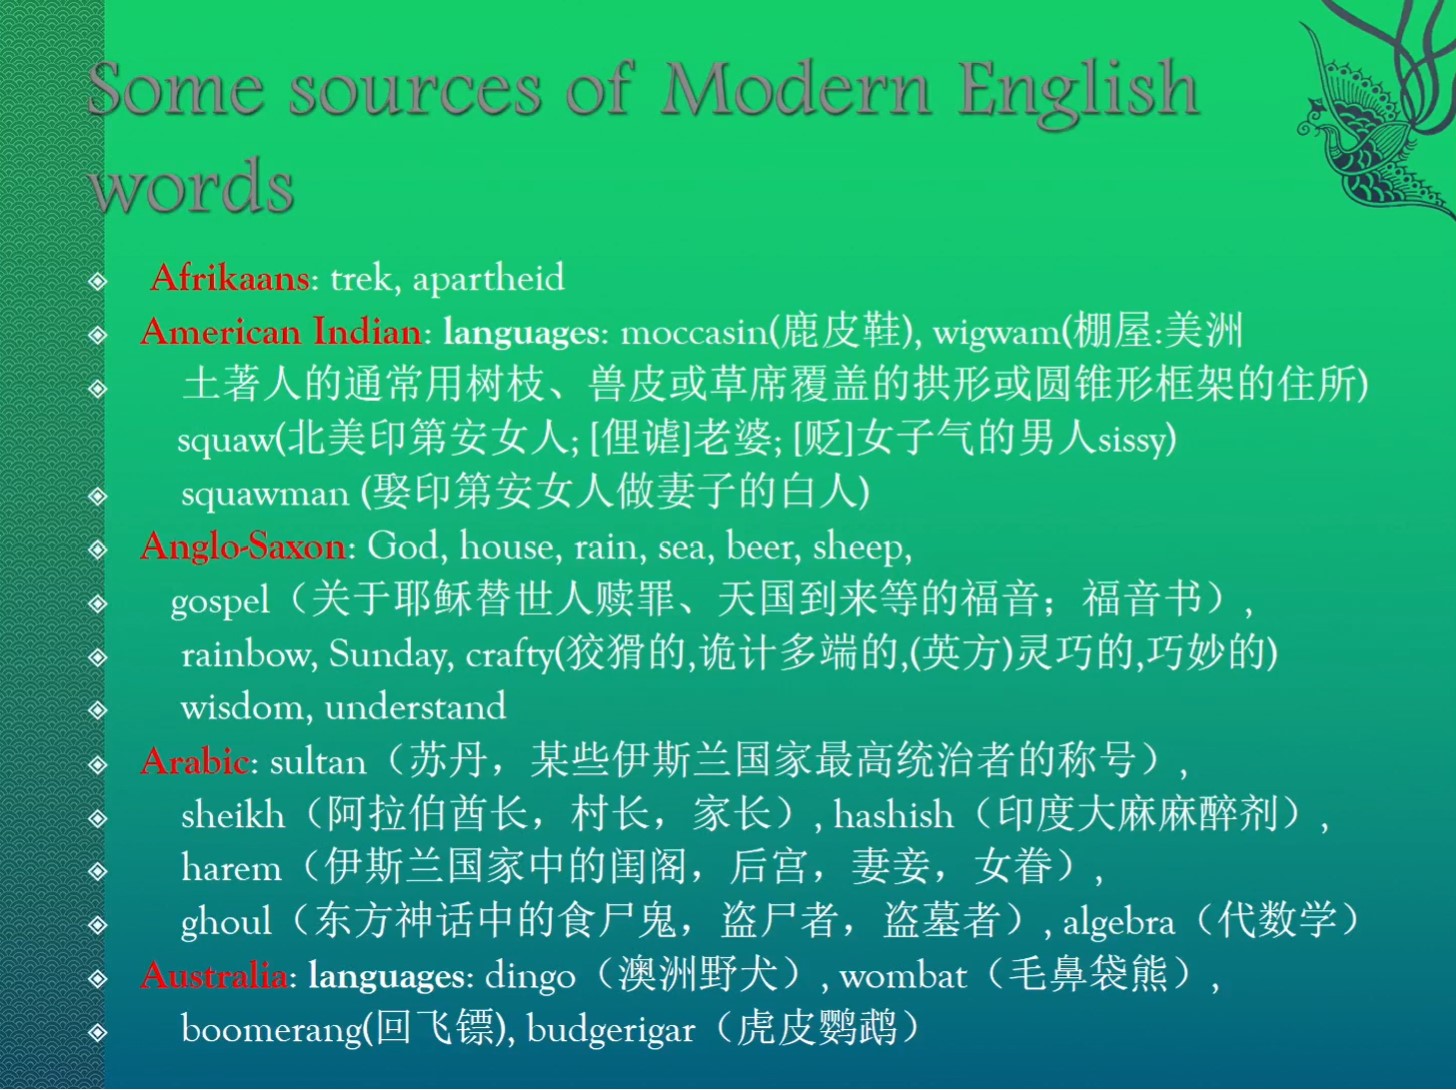 Some sources of Modern English
words
Afrikaans: trek, apartheid
American Indian: languages: moccasin(鹿皮鞋), wigwam(棚屋:美洲
土著人的通常用树枝、兽皮或草席覆盖的拱形或圆锥形框架的住所)
squaw(北美印第安女人; [俚谑]老婆; [贬]女子气的男人sissy)
squawman (娶印第安女人做妻子的白人)
Anglo-Saxon: God, house, rain, sea, beer, sheep,
gospel（关于耶稣替世人赎罪、天国到来等的福音；福音书）,
rainbow, Sunday, crafty(狡猾的,诡计多端的,(英方)灵巧的,巧妙的)
wisdom, understand
Arabic: sultan（苏丹，某些伊斯兰国家最高统治者的称号）,
sheikh（阿拉伯酋长，村长，家长）, hashish（印度大麻麻醉剂）,
harem（伊斯兰国家中的闺阁，后宫，妻妾，女眷）,
ghoul（东方神话中的食尸鬼，盗尸者，盗墓者）, algebra（代数学）
Australia: languages: dingo（澳洲野犬）, wombat（毛鼻袋熊）,
boomerang(回飞镖), budgerigar（虎皮鹦鹉）